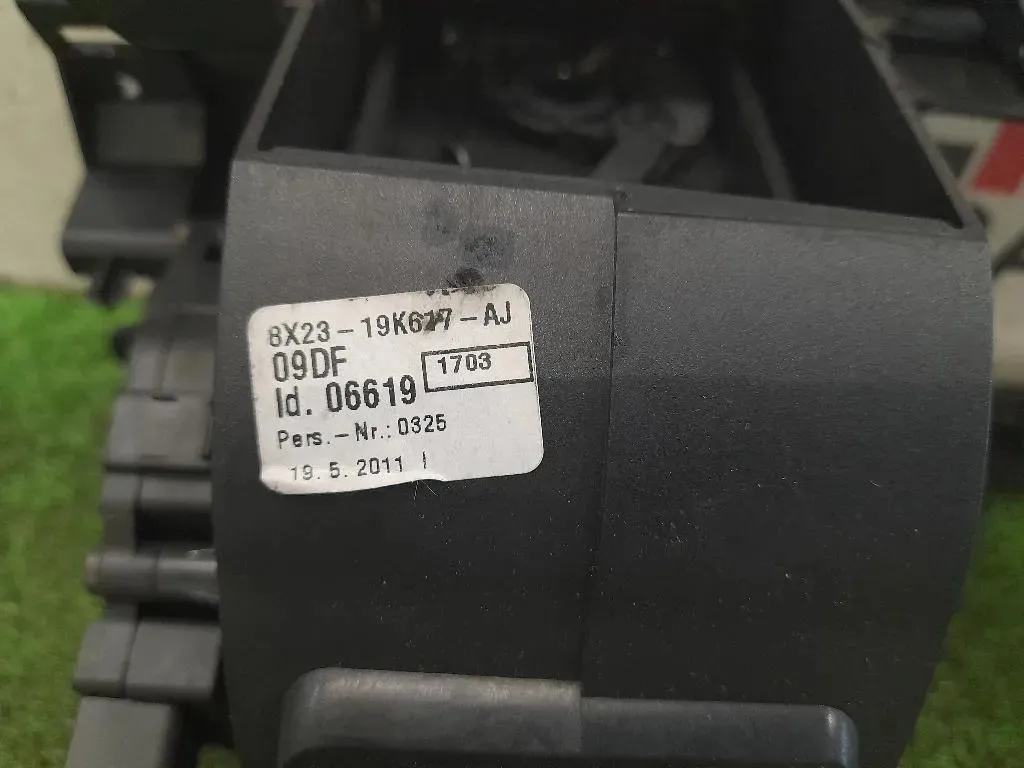 8X23-19K617-AJ
09DF
1703
Id. 06619
Pers.-Nr.: 0325
19. 5. 2011